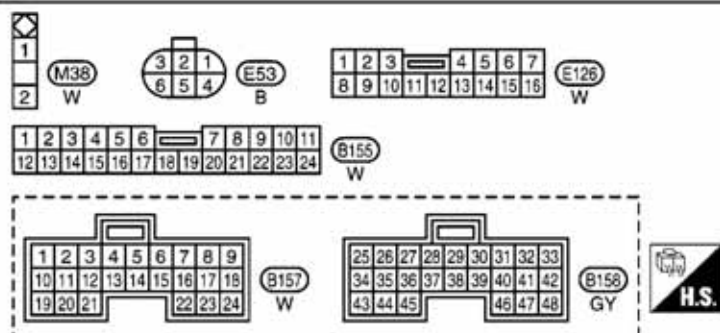 1
2
M38
W
3 2 1
6 5 4
E53
B
1 2 3 4 5 6 7
8 9 10 11 12 13 14 15 16
E126
W
1 2 3 4 5 6 7 8 9 10 11
12 13 14 15 16 17 18 19 20 21 22 23 24
B155
W
1 2 3 4 5 6 7 8 9
10 11 12 13 14 15 16 17 18
19 20 21 22 23 24
B157
W
25 26 27 28 29 30 31 32 33
34 35 36 37 38 39 40 41 42
43 44 45 46 47 48
B158
GY
H.S.